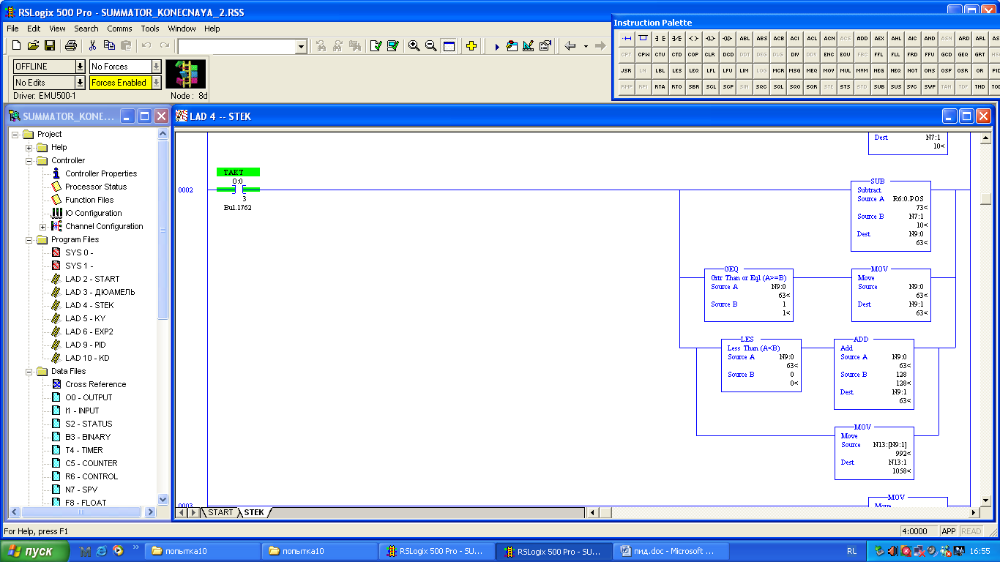 RSLogix 500 Pro - SUMMATOR_KONECNAYA_2.RSS
File Edit View Search Comms Tools Window Help
Instruction Palette
ABL ABS ACB ACI ACL ACN ACS ADD AEX AHL AIC AND ASN ARD ARL
CPT CPW CTU CTD COP CLR DCD DDT DEG DLG DIV DDV ENC EQU FBC FFL FLL FRD FFU GCD GEQ GRT
JSR LN LBL LES LEQ LFL LFU LIM LOG MCR MSG MEQ MOV MUL MVM NEG NEQ NOT ONS OSF OSR OR
RMP RPI RTA RTO SBR SCL SCP SIN SQC SQL SQO SQR STE STS STD SUB SUS SVC SWP TAN TDF TND
OFFLINE No Forces
No Edits Forces Enabled
Driver: EMU500-1 Node : 8d
SUMMATOR_KONE...
Project
Help
Controller
Controller Properties
Processor Status
Function Files
IO Configuration
Channel Configuration
Program Files
SYS 0 -
SYS 1 -
LAD 2 - START
LAD 3 - ДЮАМЕЛЬ
LAD 4 - STEK
LAD 5 - KY
LAD 6 - EXP2
LAD 9 - PID
LAD 10 - KD
Data Files
Cross Reference
O0 - OUTPUT
I1 - INPUT
S2 - STATUS
B3 - BINARY
T4 - TIMER
C5 - COUNTER
R6 - CONTROL
N7 - SPV
F8 - FLOAT
LAD 4 -- STEK
Dest N7:1
10<
TAKT
O:0
0002
3
Bul.1762
SUB
Subtract
Source A R6:0.POS
73<
Source B N7:1
10<
Dest N9:0
63<
GEQ
Grtr Than or Eql (A>=B)
Source A N9:0
63<
Source B 1
1<
MOV
Move
Source N9:0
63<
Dest N9:1
63<
LES
Less Than (A<B)
Source A N9:0
63<
Source B 0
0<
ADD
Add
Source A N9:0
63<
Source B 128
128<
Dest N9:1
63<
MOV
Move
Source N13:[N9:1]
992<
Dest N13:1
1058<
0003
MOV
Move
START STEK
For Help, press F1
4:0000 APP READ
пуск
попытка10
попытка10
RSLogix 500 Pro - SU...
RSLogix 500 Pro - SU...
пид.doc - Microsoft ...
RL
16:55